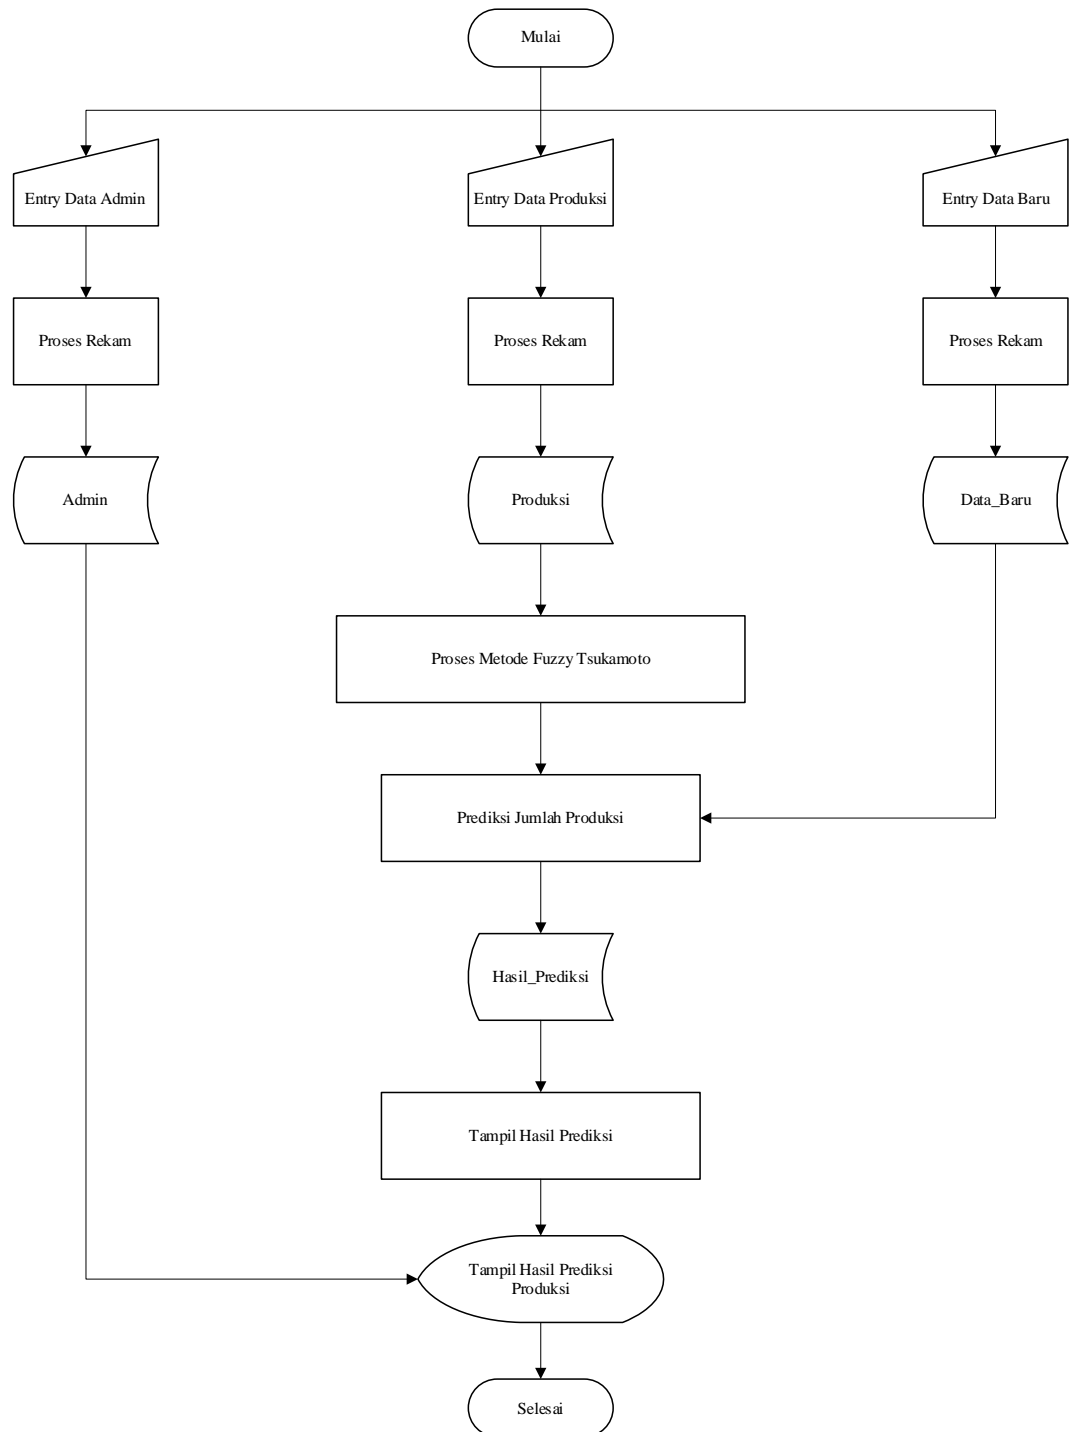 Mulai
Entry Data Admin
Entry Data Produksi
Entry Data Baru
Proses Rekam
Proses Rekam
Proses Rekam
Admin
Produksi
Data_Baru
Proses Metode Fuzzy Tsukamoto
Prediksi Jumlah Produksi
Hasil_Prediksi
Tampil Hasil Prediksi
Tampil Hasil Prediksi
Produksi
Selesai